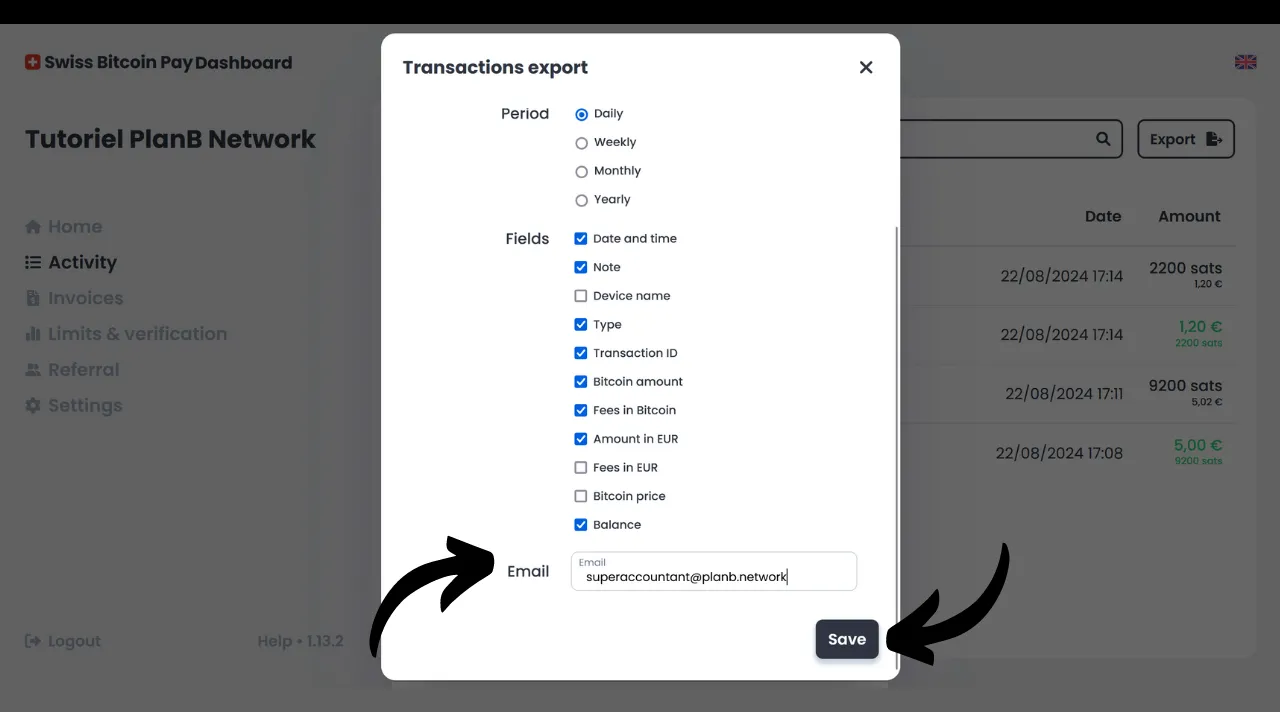 Swiss Bitcoin Pay Dashboard
Tutoriel PlanB Network
Home
Activity
Invoices
Limits & verification
Referral
Settings
Logout
Help • 1.13.2
Transactions export
Period
Daily
Weekly
Monthly
Yearly
Fields
Date and time
Note
Device name
Type
Transaction ID
Bitcoin amount
Fees in Bitcoin
Amount in EUR
Fees in EUR
Bitcoin price
Balance
Email
Email
superaccountant@planb.network
Save
Export
Date Amount
22/08/2024 17:14 2200 sats
1,20 €
22/08/2024 17:14 1,20 €
2200 sats
22/08/2024 17:11 9200 sats
5,02 €
22/08/2024 17:08 5,00 €
9200 sats